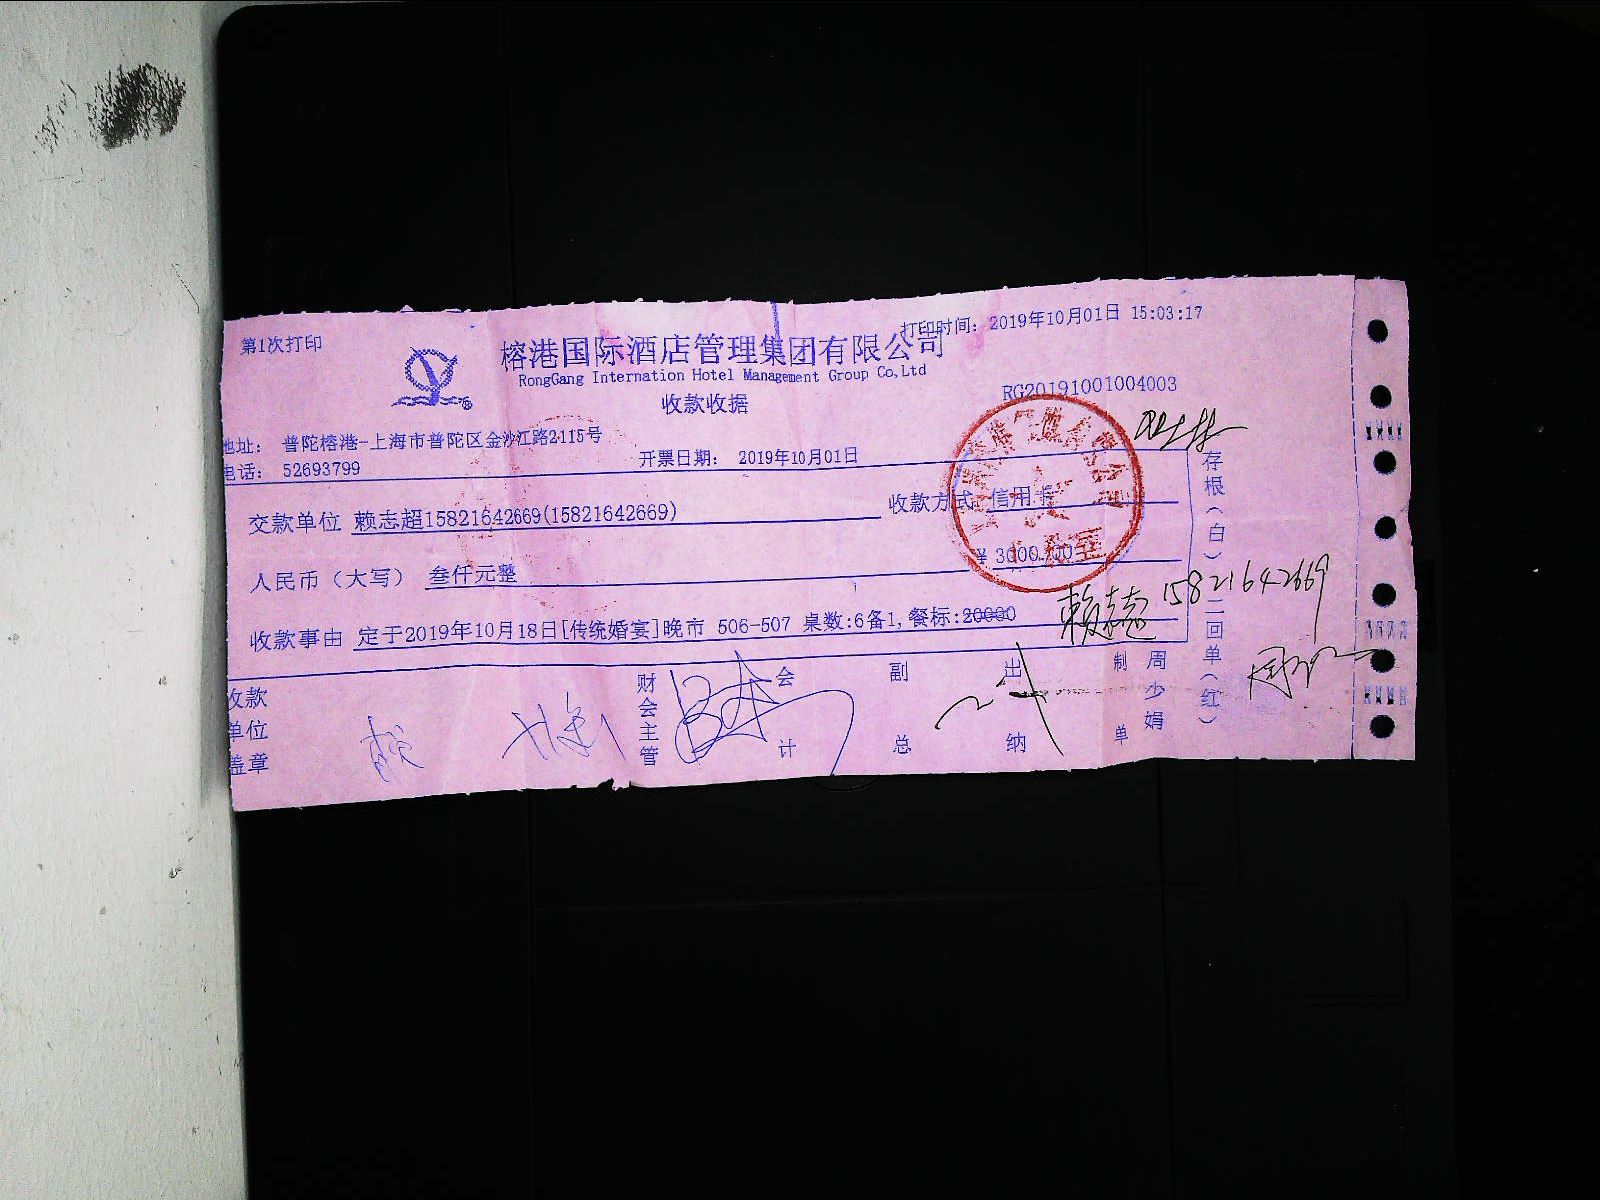 第1次打印
打印时间：2019年10月01日 15:03:17
榕港国际酒店管理集团有限公司
RongGang Internation Hotel Management Group Co,Ltd
RG20191001004003
收款收据
地址： 普陀榕港-上海市普陀区金沙江路2115号
电话： 52693799
开票日期： 2019年10月01日
交款单位 赖志超15821642669(15821642669)
收款方式 信用卡
人民币（大写） 叁仟元整
¥ 3000.00
收款事由 定于2019年10月18日[传统婚宴]晚市 506-507 桌数:6备1,餐标:20000
15821642669
存根（白）二回单（红）
收款单位盖章
财会主管
会计
副总
出纳
制单
周少娟